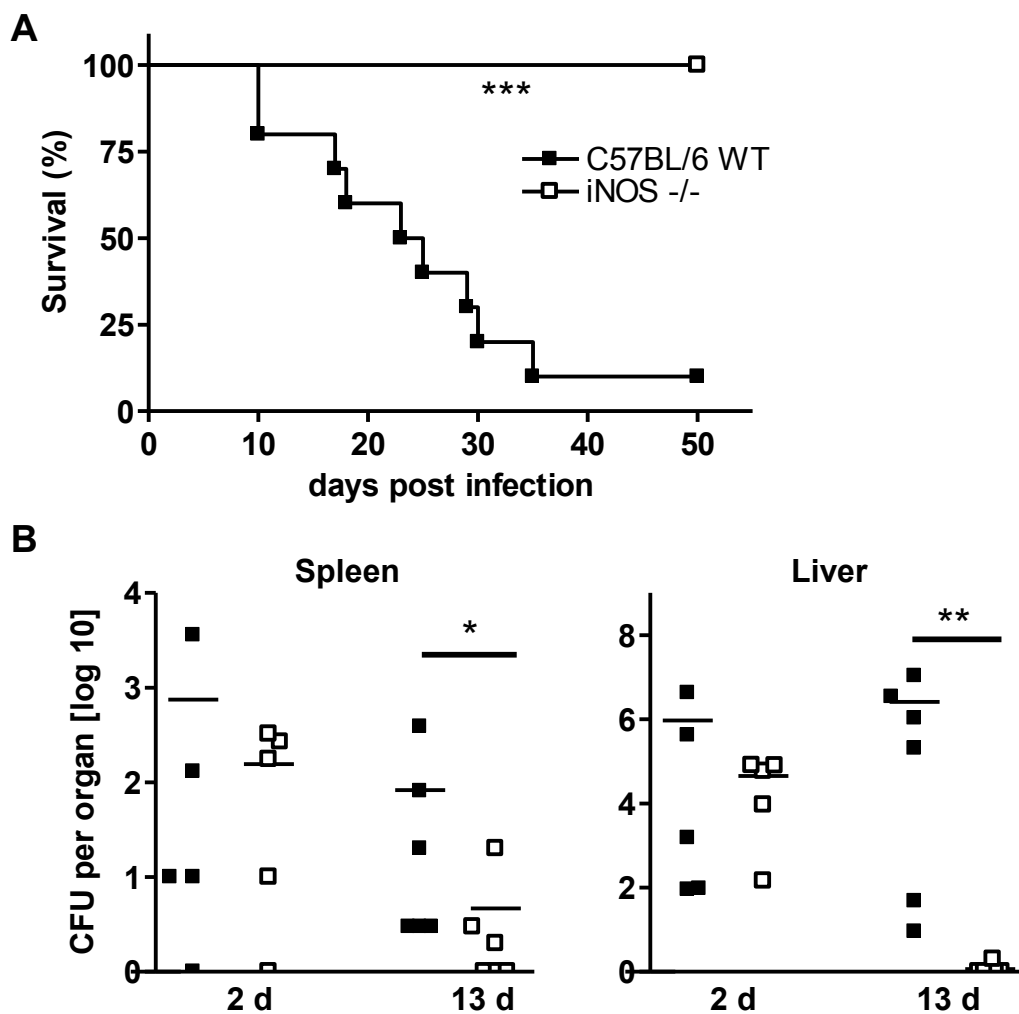 A
Survival (%)
100
75
50
25
0
***
C57BL/6 WT
iNOS -/-
0 10 20 30 40 50
days post infection
B
Spleen
CFU per organ [log 10]
4
3
2
1
0
*
2 d 13 d
Liver
8
6
4
2
0
**
2 d 13 d